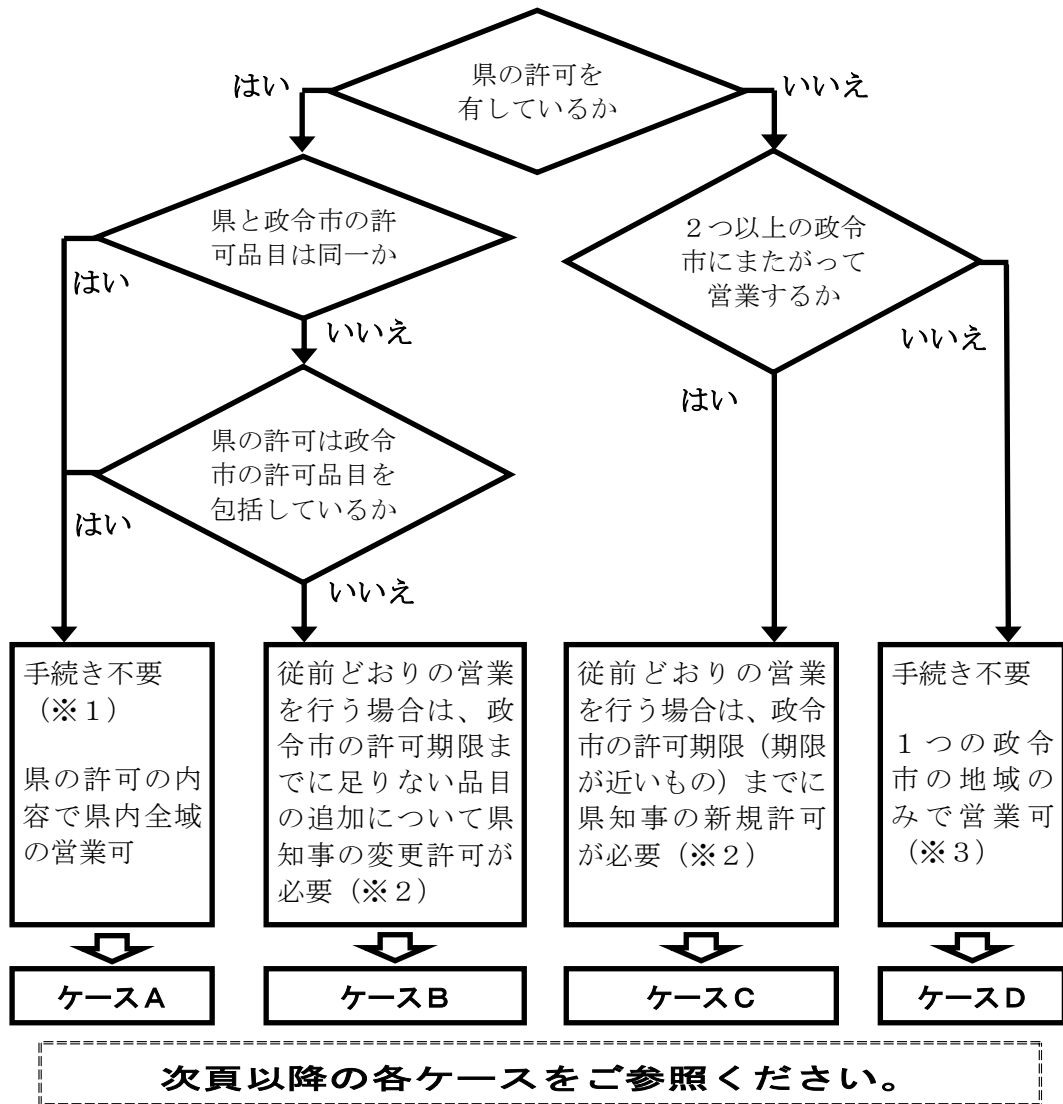 県の許可を
有しているか
はい
いいえ
県と政令市の許
可品目は同一か
２つ以上の政令
市にまたがって
営業するか
はい
いいえ
いいえ
はい
県の許可は政令
市の許可品目を
包括しているか
はい
いいえ
手続き不要
（※１）
県の許可の内
容で県内全域
の営業可
従前どおりの営業
を行う場合は、政
令市の許可期限ま
でに足りない品目
の追加について県
知事の変更許可が
必要（※２）
従前どおりの営業
を行う場合は、政令
市の許可期限（期限
が近いもの）までに
県知事の新規許可
が必要（※２）
手続き不要
１つの政令
市の地域の
みで営業可
（※３）
ケースＡ
ケースＢ
ケースＣ
ケースＤ
次頁以降の各ケースをご参照ください。